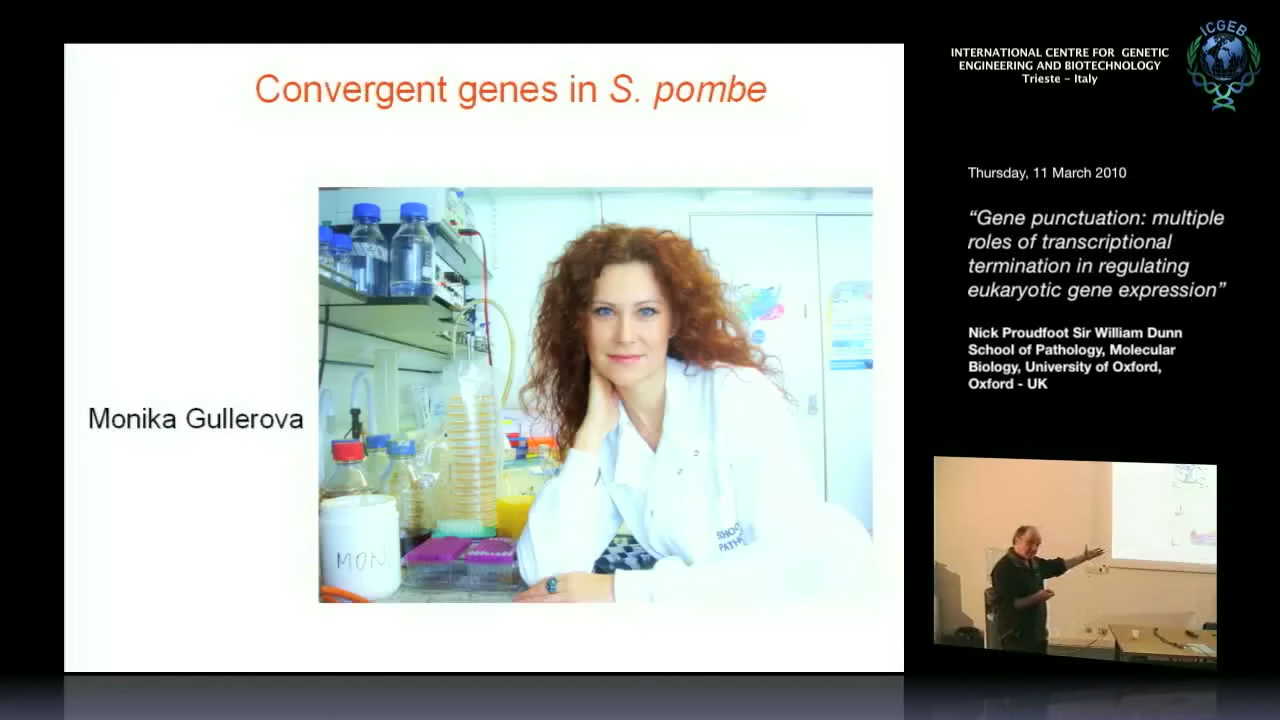 Convergent genes in S. pombe
Monika Gullerova
MON
SHOO
PATH
ICGEB
INTERNATIONAL CENTRE FOR GENETIC
ENGINEERING AND BIOTECHNOLOGY
Trieste – Italy
Thursday, 11 March 2010
“Gene punctuation: multiple
roles of transcriptional
termination in regulating
eukaryotic gene expression”
Nick Proudfoot Sir William Dunn
School of Pathology, Molecular
Biology, University of Oxford,
Oxford - UK